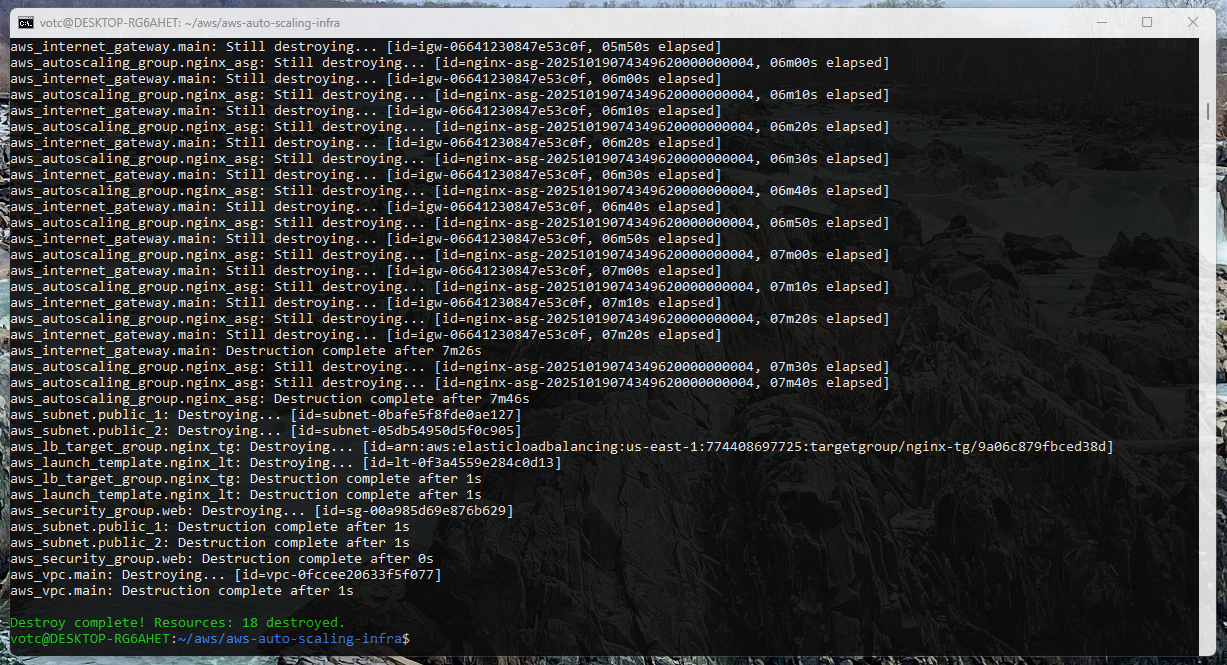 votc@DESKTOP-RG6AHET: ~/aws/aws-auto-scaling-infra
aws_internet_gateway.main: Still destroying... [id=igw-06641230847e53c0f, 05m50s elapsed]
aws_autoscaling_group.nginx_asg: Still destroying... [id=nginx-asg-20251019074349620000000004, 06m00s elapsed]
aws_internet_gateway.main: Still destroying... [id=igw-06641230847e53c0f, 06m00s elapsed]
aws_autoscaling_group.nginx_asg: Still destroying... [id=nginx-asg-20251019074349620000000004, 06m10s elapsed]
aws_internet_gateway.main: Still destroying... [id=igw-06641230847e53c0f, 06m10s elapsed]
aws_autoscaling_group.nginx_asg: Still destroying... [id=nginx-asg-20251019074349620000000004, 06m20s elapsed]
aws_internet_gateway.main: Still destroying... [id=igw-06641230847e53c0f, 06m20s elapsed]
aws_autoscaling_group.nginx_asg: Still destroying... [id=nginx-asg-20251019074349620000000004, 06m30s elapsed]
aws_internet_gateway.main: Still destroying... [id=igw-06641230847e53c0f, 06m30s elapsed]
aws_autoscaling_group.nginx_asg: Still destroying... [id=nginx-asg-20251019074349620000000004, 06m40s elapsed]
aws_internet_gateway.main: Still destroying... [id=igw-06641230847e53c0f, 06m40s elapsed]
aws_autoscaling_group.nginx_asg: Still destroying... [id=nginx-asg-20251019074349620000000004, 06m50s elapsed]
aws_internet_gateway.main: Still destroying... [id=igw-06641230847e53c0f, 06m50s elapsed]
aws_autoscaling_group.nginx_asg: Still destroying... [id=nginx-asg-20251019074349620000000004, 07m00s elapsed]
aws_internet_gateway.main: Still destroying... [id=igw-06641230847e53c0f, 07m00s elapsed]
aws_autoscaling_group.nginx_asg: Still destroying... [id=nginx-asg-20251019074349620000000004, 07m10s elapsed]
aws_internet_gateway.main: Still destroying... [id=igw-06641230847e53c0f, 07m10s elapsed]
aws_autoscaling_group.nginx_asg: Still destroying... [id=nginx-asg-20251019074349620000000004, 07m20s elapsed]
aws_internet_gateway.main: Still destroying... [id=igw-06641230847e53c0f, 07m20s elapsed]
aws_internet_gateway.main: Destruction complete after 7m26s
aws_autoscaling_group.nginx_asg: Still destroying... [id=nginx-asg-20251019074349620000000004, 07m30s elapsed]
aws_autoscaling_group.nginx_asg: Still destroying... [id=nginx-asg-20251019074349620000000004, 07m40s elapsed]
aws_autoscaling_group.nginx_asg: Destruction complete after 7m46s
aws_subnet.public_1: Destroying... [id=subnet-0bafe5f8fde0ae127]
aws_subnet.public_2: Destroying... [id=subnet-05db54950d5f0c905]
aws_lb_target_group.nginx_tg: Destroying... [id=arn:aws:elasticloadbalancing:us-east-1:774408697725:targetgroup/nginx-tg/9a06c879fbced38d]
aws_launch_template.nginx_lt: Destroying... [id=lt-0f3a4559e284c0d13]
aws_lb_target_group.nginx_tg: Destruction complete after 1s
aws_launch_template.nginx_lt: Destruction complete after 1s
aws_security_group.web: Destroying... [id=sg-00a985d69e876b629]
aws_subnet.public_1: Destruction complete after 1s
aws_subnet.public_2: Destruction complete after 1s
aws_security_group.web: Destruction complete after 0s
aws_vpc.main: Destroying... [id=vpc-0fccee20633f5f077]
aws_vpc.main: Destruction complete after 1s
Destroy complete! Resources: 18 destroyed.
votc@DESKTOP-RG6AHET:~/aws/aws-auto-scaling-infra$